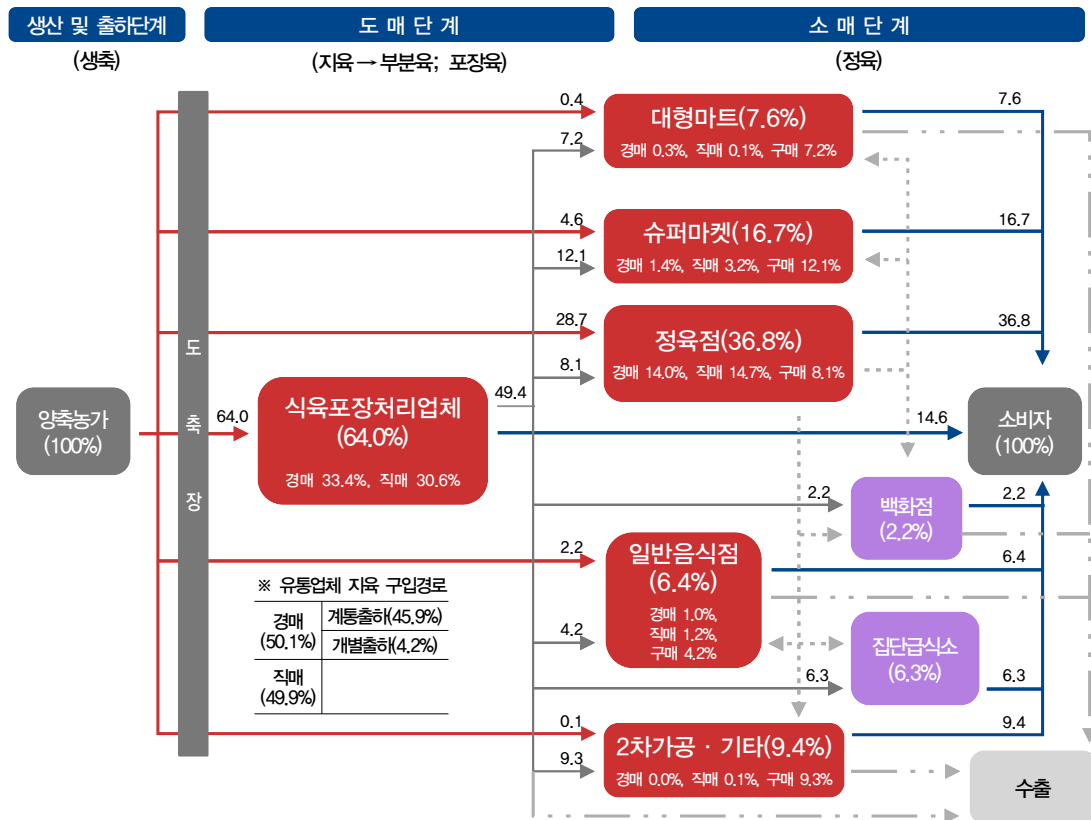 생산 및 출하단계
도 매 단 계
소 매 단 계
(생축)
(지육→부분육; 포장육)
(정육)
0.4
대형마트(7.6%)
경매 0.3%, 직매 0.1%, 구매 7.2%
7.6
7.2
4.6
슈퍼마켓(16.7%)
경매 1.4%, 직매 3.2%, 구매 12.1%
16.7
12.1
28.7
정육점(36.8%)
경매 14.0%, 직매 14.7%, 구매 8.1%
36.8
8.1
도
축
장
양축농가
(100%)
64.0
식육포장처리업체
(64.0%)
경매 33.4%, 직매 30.6%
49.4
14.6
소비자
(100%)
2.2
백화점
(2.2%)
2.2
2.2
일반음식점
(6.4%)
경매 1.0%,
직매 1.2%,
구매 4.2%
6.4
4.2
※ 유통업체 지육 구입경로
경매
(50.1%)
계통출하(45.9%)
개별출하(4.2%)
직매
(49.9%)
6.3
집단급식소
(6.3%)
6.3
0.1
2차가공 · 기타(9.4%)
경매 0.0%, 직매 0.1%, 구매 9.3%
9.4
9.3
수출